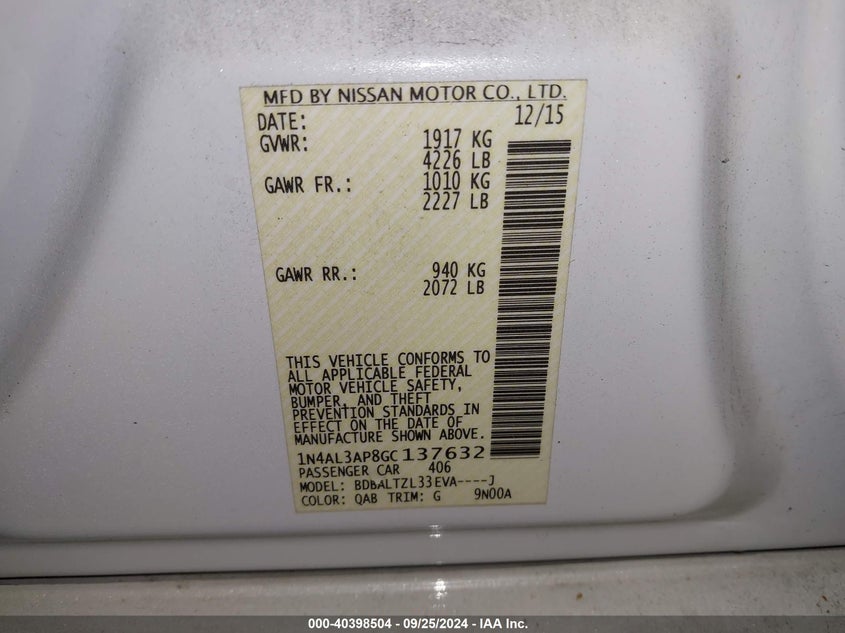 MFD BY NISSAN MOTOR CO., LTD.
DATE: 12/15
GVWR: 1917 KG
4226 LB
GAWR FR.: 1010 KG
2227 LB
GAWR RR.: 940 KG
2072 LB
THIS VEHICLE CONFORMS TO
ALL APPLICABLE FEDERAL
MOTOR VEHICLE SAFETY,
BUMPER, AND THEFT
PREVENTION STANDARDS IN
EFFECT ON THE DATE OF
MANUFACTURE SHOWN ABOVE.
1N4AL3AP8GC137632
PASSENGER CAR 406
MODEL: BDBALTZL33EVA----J
COLOR: QAB TRIM: G 9N00A
000-40398504 - 09/25/2024 - IAA Inc.